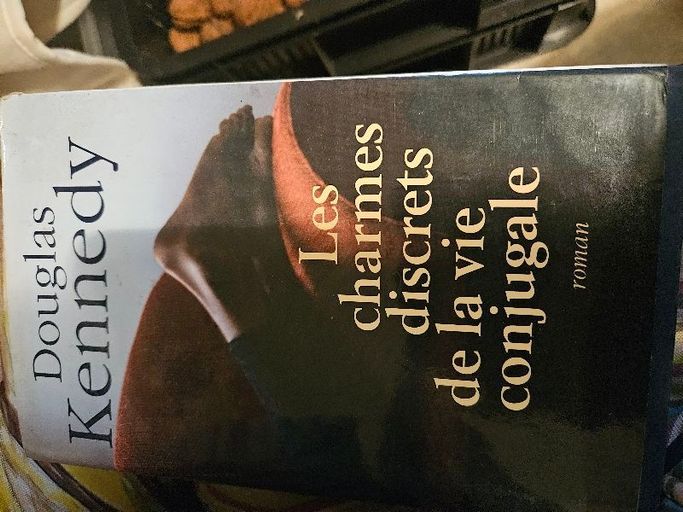 Douglas
Kennedy
Les
charmes
discrets
de la vie
conjugale
roman